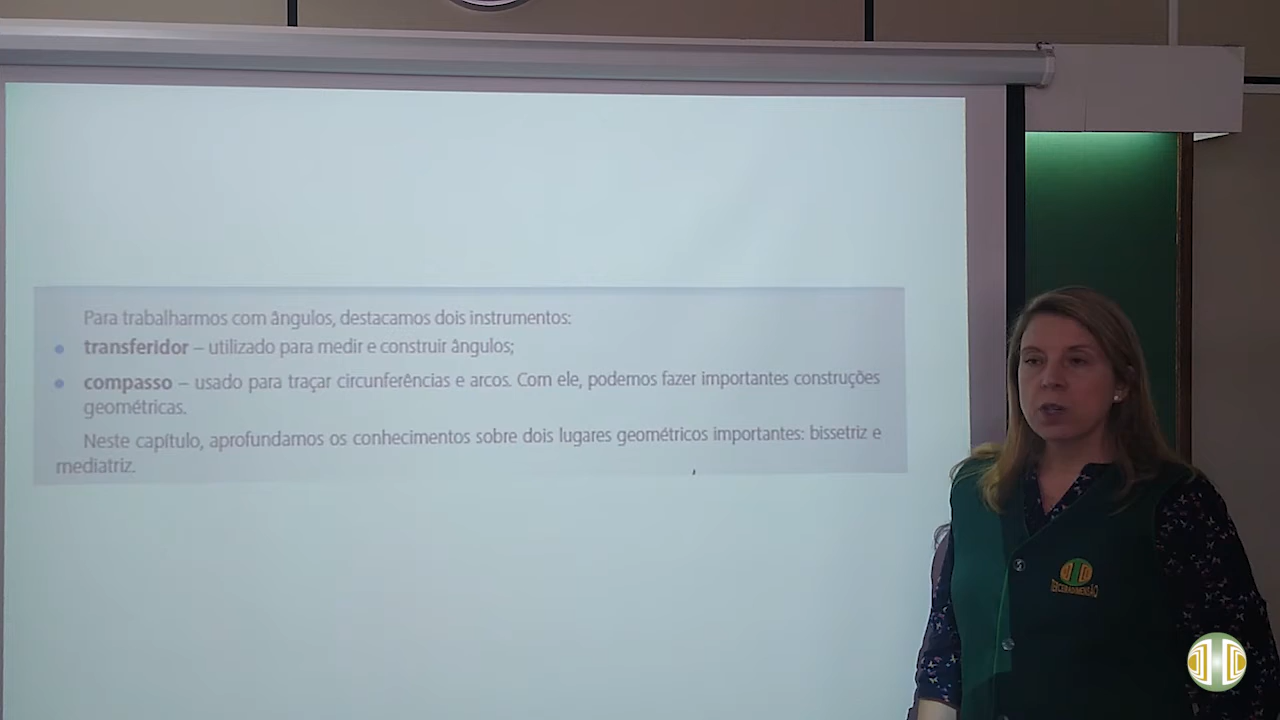 Para trabalharmos com ângulos, destacamos dois instrumentos:
transferidor – utilizado para medir e construir ângulos;
compasso – usado para traçar circunferências e arcos. Com ele, podemos fazer importantes construções
geométricas.
Neste capítulo, aprofundamos os conhecimentos sobre dois lugares geométricos importantes: bissetriz e
mediatriz.
TERCEIRA DIMENSÃO